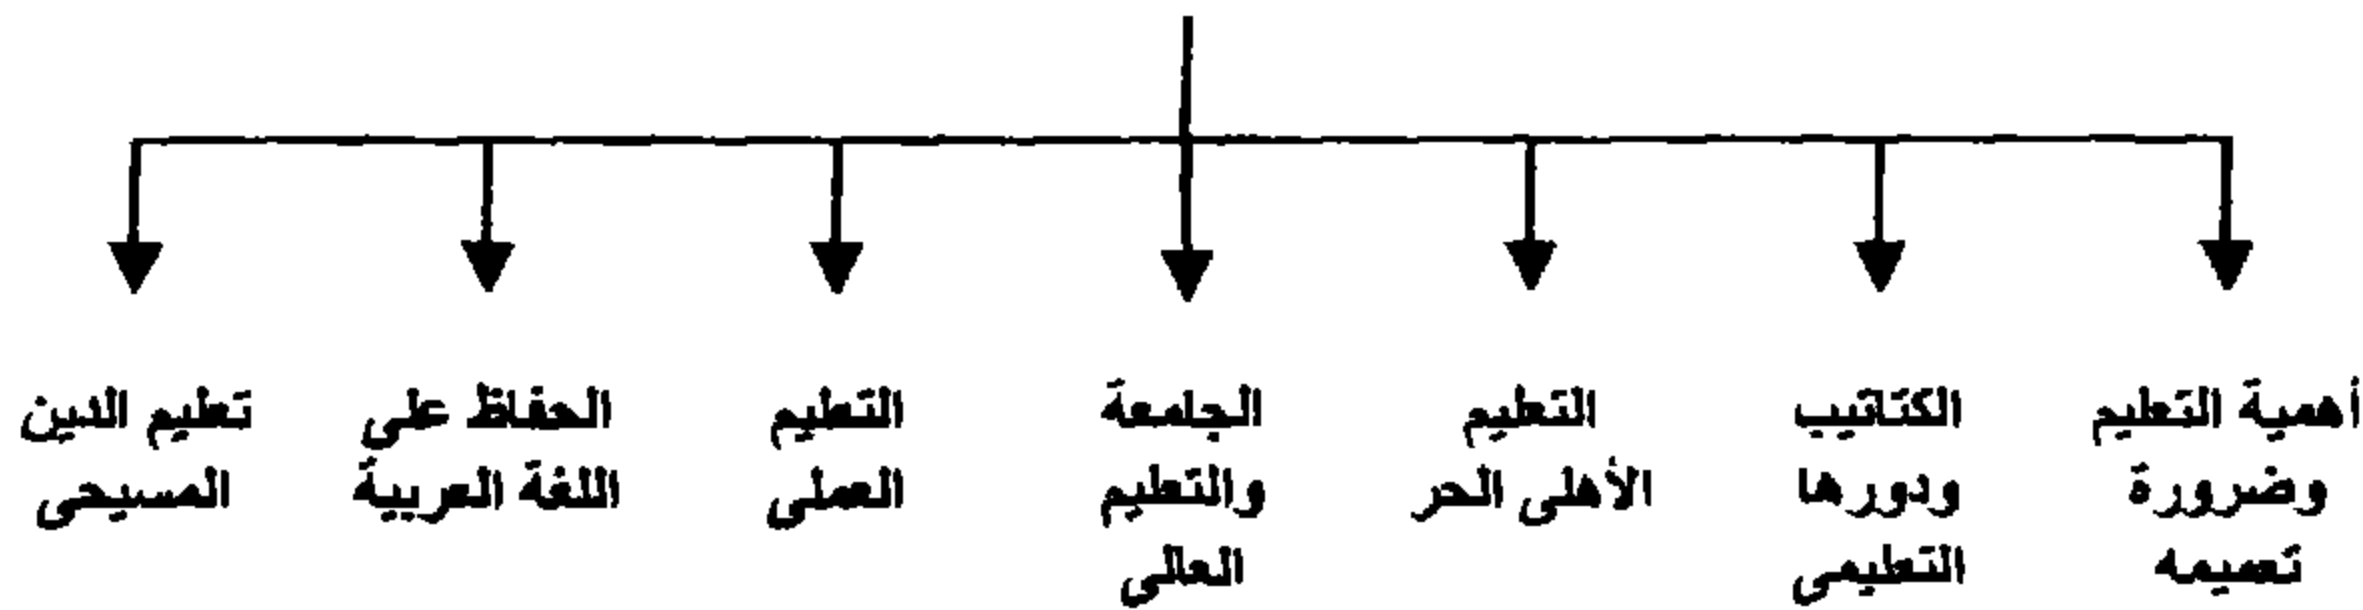 أهمية التعليم
وضرورة
تعميمه
الكتاتيب
ودورها
التعليمى
التعليم
الأهلى الحر
الجامعة
والتعليم
العالى
التعليم
العملى
الحفاظ على
اللغة العربية
تعليم الدين
المسيحى